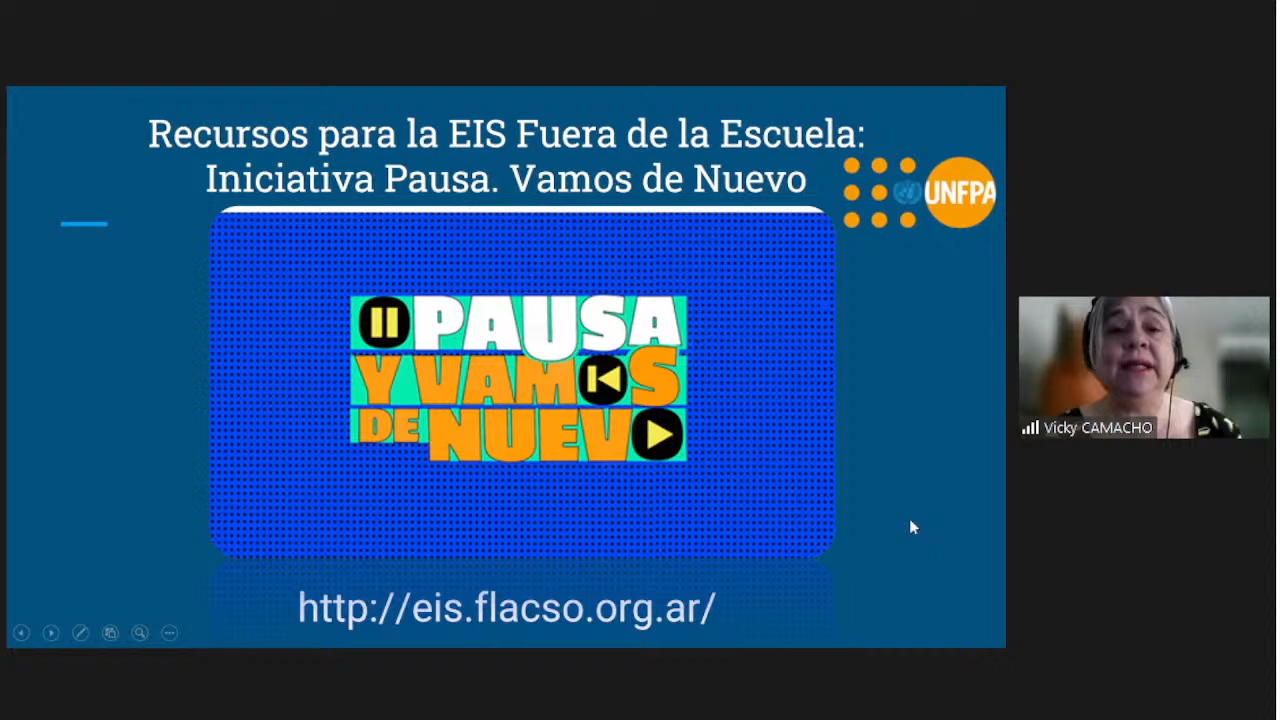 Recursos para la EIS Fuera de la Escuela:
Iniciativa Pausa. Vamos de Nuevo
UNFPA
PAUSA
Y VAMOS
DE NUEVO
http://eis.flacso.org.ar/
Vicky CAMACHO